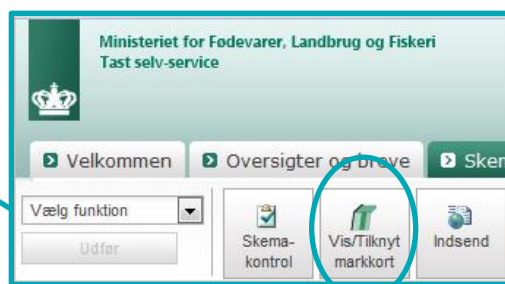 Ministeriet for Fødevarer, Landbrug og Fiskeri
Tast selv-service
Velkommen
Oversigter og breve
Vælg funktion
Udfør
Skema-
kontrol
Vis/Tilknyt
markkort
Indsend